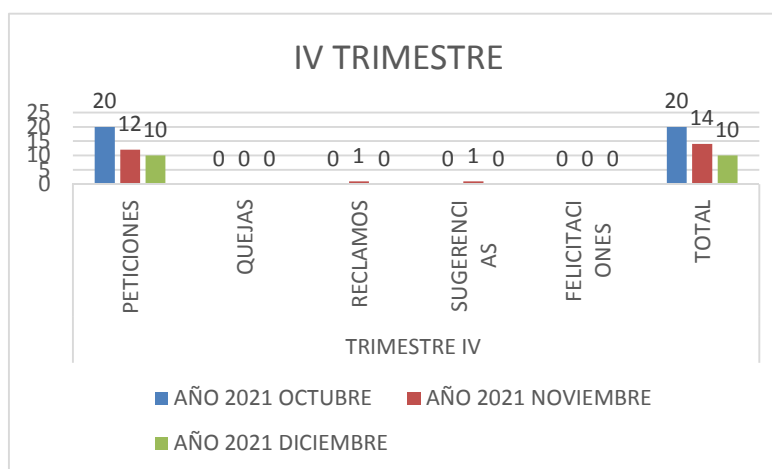 IV TRIMESTRE
20
12
10
0 0 0
0 1 0
0 1 0
0 0 0
20
14
10
25
20
15
10
5
0
PETICIONES
QUEJAS
RECLAMOS
SUGERENCI
AS
FELICITACI
ONES
TOTAL
TRIMESTRE IV
AÑO 2021 OCTUBRE
AÑO 2021 NOVIEMBRE
AÑO 2021 DICIEMBRE